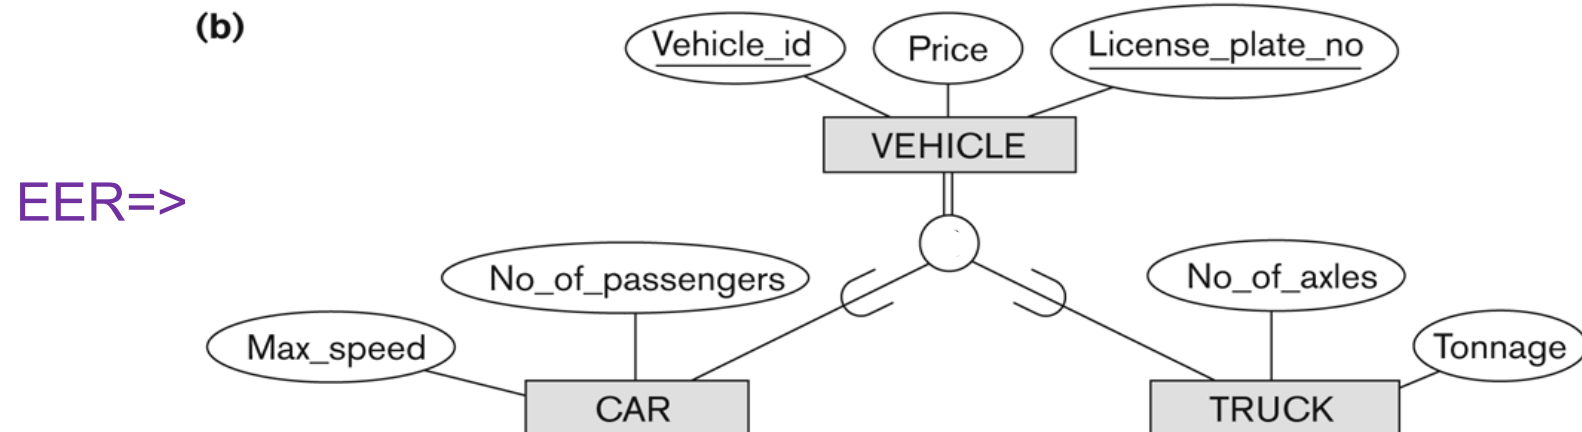 (b)
Vehicle_id
Price
License_plate_no
VEHICLE
EER=>
No_of_passengers
No_of_axles
Max_speed
Tonnage
CAR
TRUCK